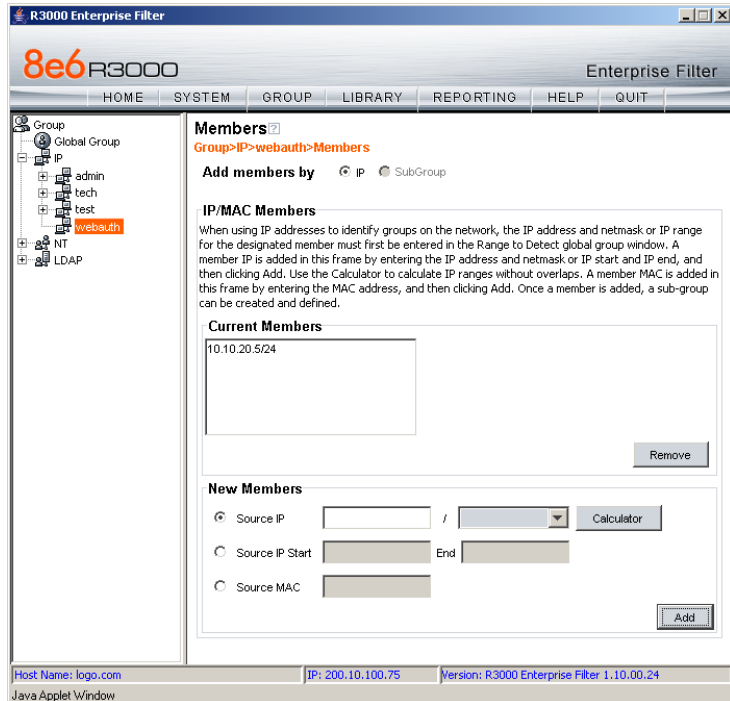 R3000 Enterprise Filter
8e6 R3000
Enterprise Filter
HOME SYSTEM GROUP LIBRARY REPORTING HELP QUIT
Group
Global Group
IP
admin
tech
test
webauth
NT
LDAP
Members ?
Group>IP>webauth>Members
Add members by IP SubGroup
IP/MAC Members
When using IP addresses to identify groups on the network, the IP address and netmask or IP range
for the designated member must first be entered in the Range to Detect global group window. A
member IP is added in this frame by entering the IP address and netmask or IP start and IP end, and
then clicking Add. Use the Calculator to calculate IP ranges without overlaps. A member MAC is added in
this frame by entering the MAC address, and then clicking Add. Once a member is added, a sub-group
can be created and defined.
Current Members
10.10.20.5/24
Remove
New Members
Source IP / Calculator
Source IP Start End
Source MAC
Add
Host Name: logo.com IP: 200.10.100.75 Version: R3000 Enterprise Filter 1.10.00.24
Java Applet Window